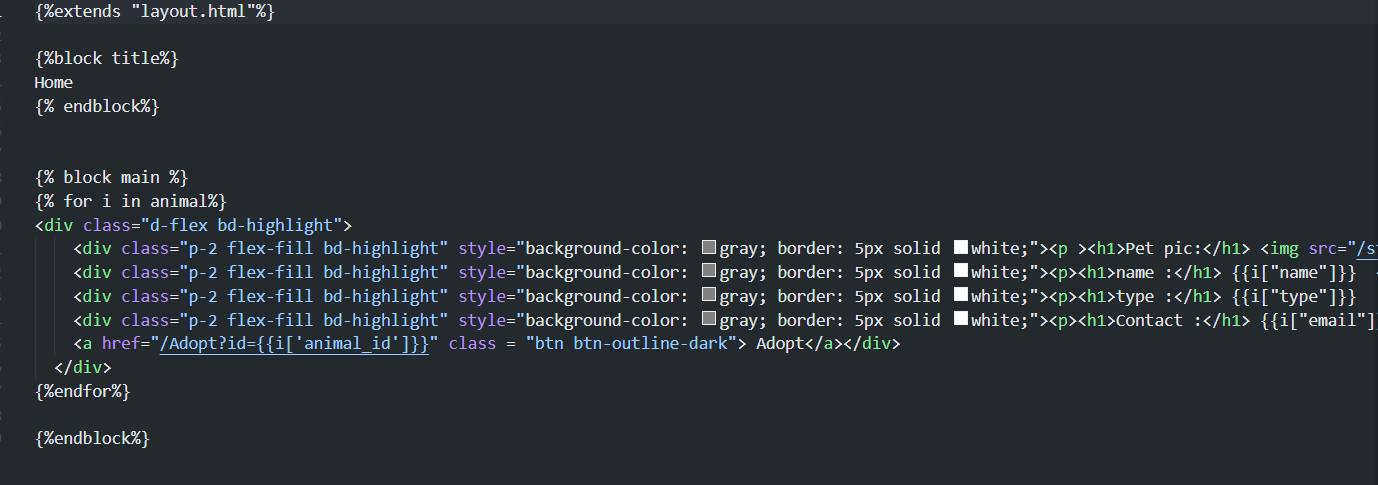 {%extends "layout.html"%}
{%block title%}
Home
{% endblock%}
{% block main %}
{% for i in animal%}
<div class="d-flex bd-highlight">
<div class="p-2 flex-fill bd-highlight" style="background-color: gray; border: 5px solid white;"><p ><h1>Pet pic:</h1> <img src="/s
<div class="p-2 flex-fill bd-highlight" style="background-color: gray; border: 5px solid white;"><p><h1>name :</h1> {{i["name"]}}
<div class="p-2 flex-fill bd-highlight" style="background-color: gray; border: 5px solid white;"><p><h1>type :</h1> {{i["type"]}}
<div class="p-2 flex-fill bd-highlight" style="background-color: gray; border: 5px solid white;"><p><h1>Contact :</h1> {{i["email"]
<a href="/Adopt?id={{i['animal_id']}}" class = "btn btn-outline-dark"> Adopt</a></div>
</div>
{%endfor%}
{%endblock%}